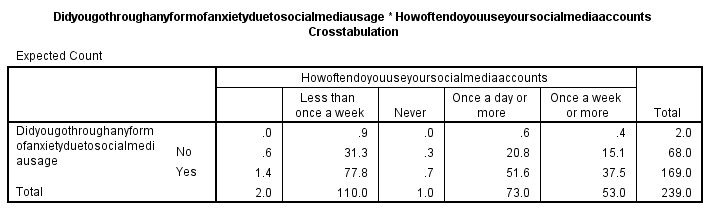 Didyougothroughanyformofanxietyduetosocialmediausage * Howoftendoyouuseyoursocialmediaaccounts
Crosstabulation
Expected Count
Howoftendoyouuseyoursocialmediaaccounts
Less than once a week Never Once a day or more Once a week or more Total
Didyougothroughanyformofanxietyduetosocialmediausage .0 .9 .0 .6 .4 2.0
No .6 31.3 .3 20.8 15.1 68.0
Yes 1.4 77.8 .7 51.6 37.5 169.0
Total 2.0 110.0 1.0 73.0 53.0 239.0